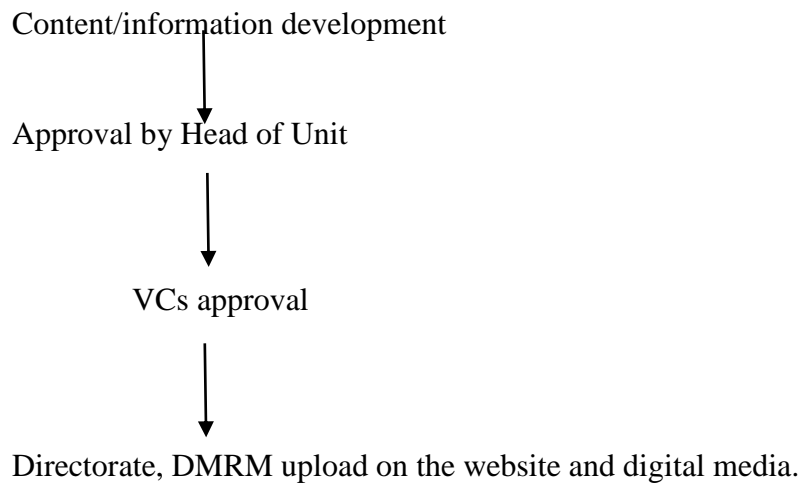 Content/information development
Approval by Head of Unit
VCs approval
Directorate, DMRM upload on the website and digital media.